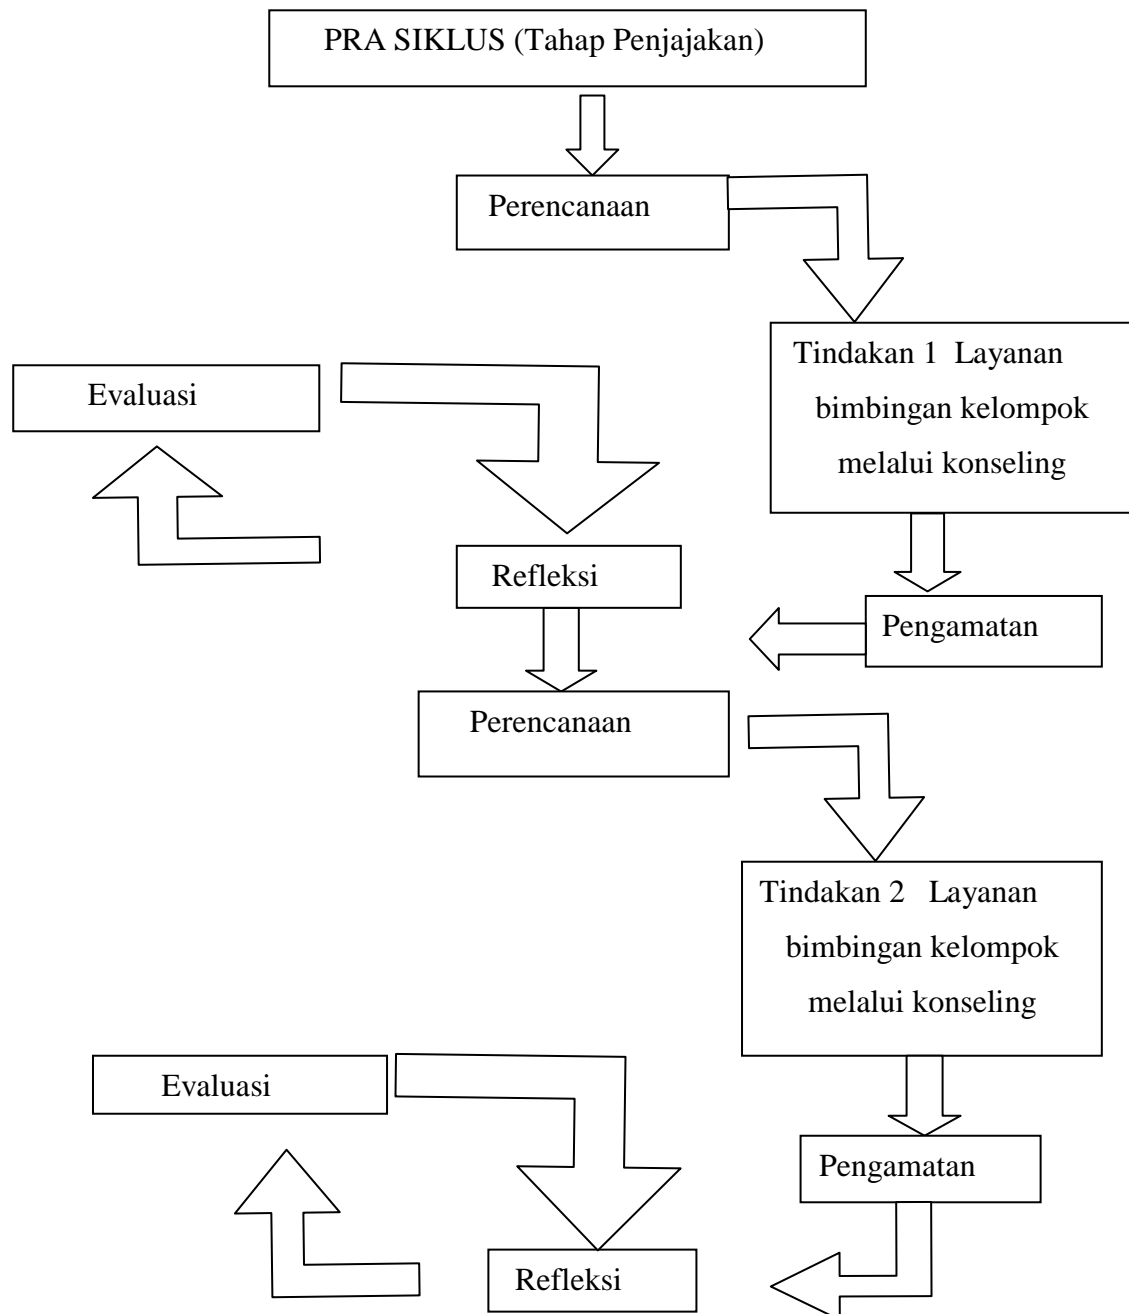 PRA SIKLUS (Tahap Penjajakan)
Perencanaan
Tindakan 1 Layanan
bimbingan kelompok
melalui konseling
Evaluasi
Refleksi
Pengamatan
Perencanaan
Tindakan 2 Layanan
bimbingan kelompok
melalui konseling
Evaluasi
Pengamatan
Refleksi